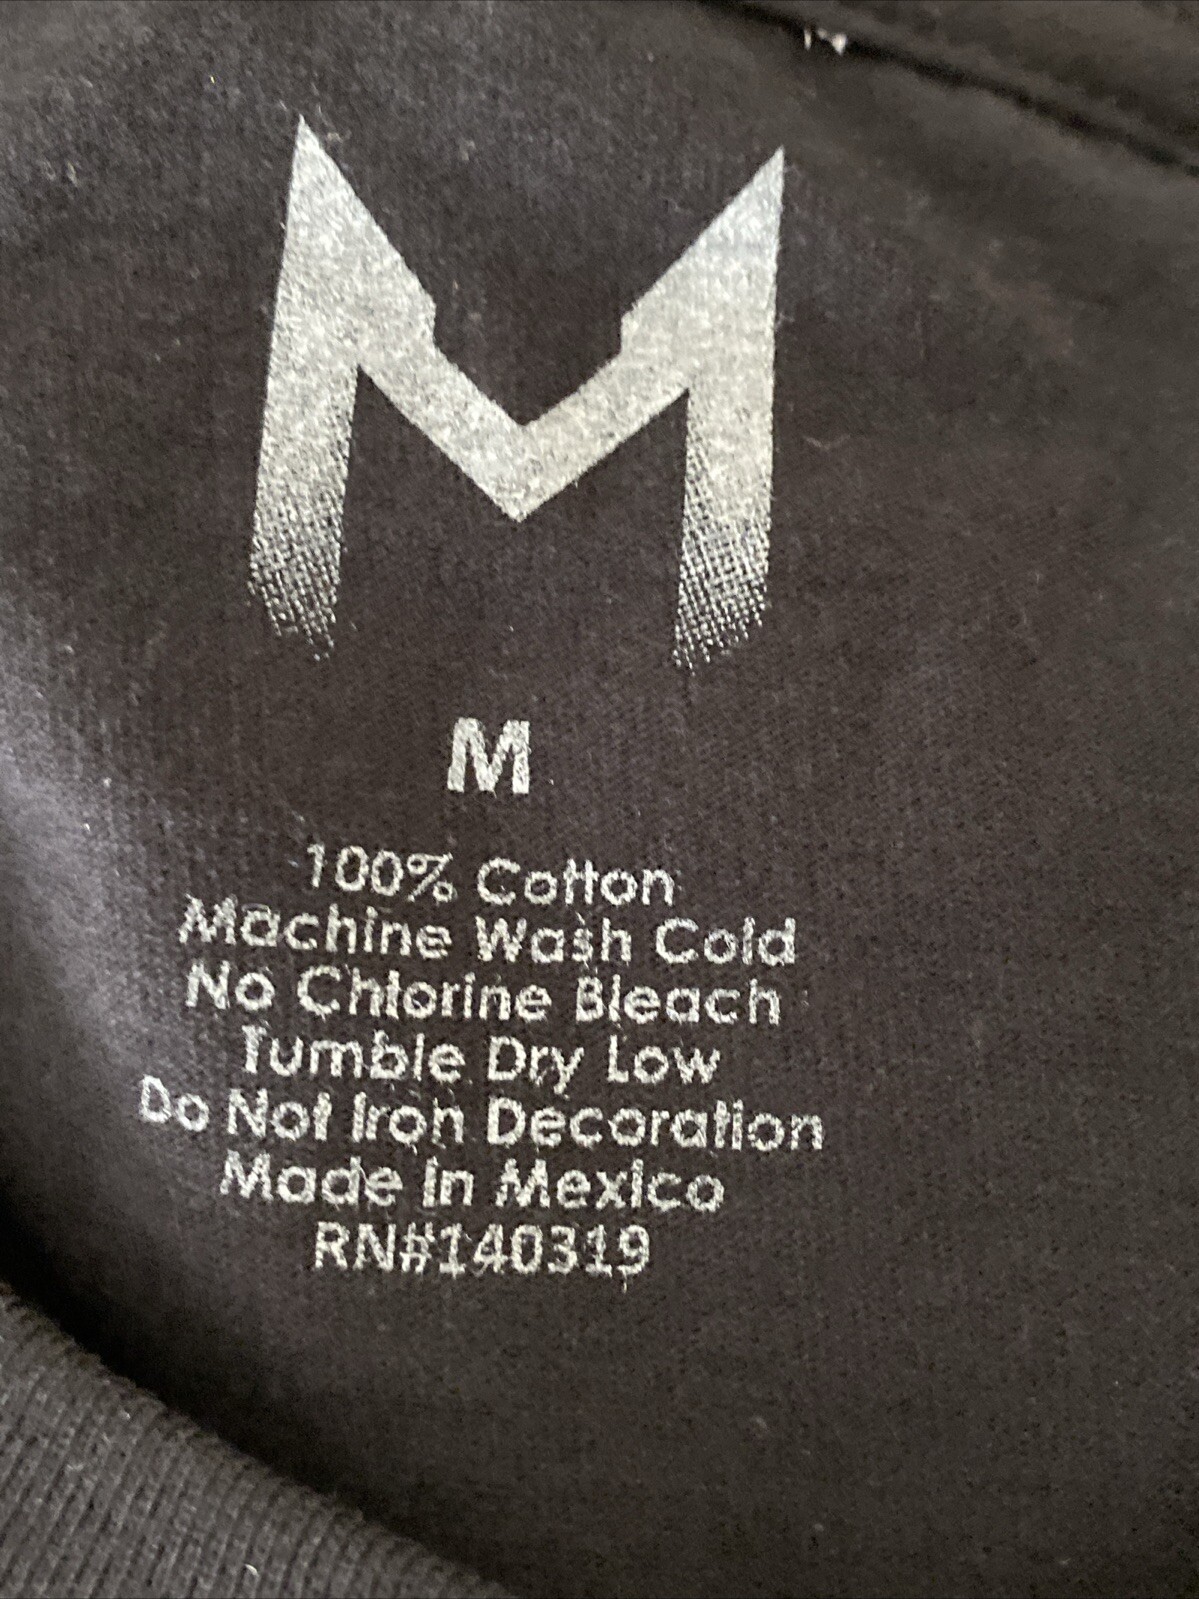 M
M
100% Cotton
Machine Wash Cold
No Chlorine Bleach
Tumble Dry Low
Do Not Iron Decoration
Made In Mexico
RN#140319